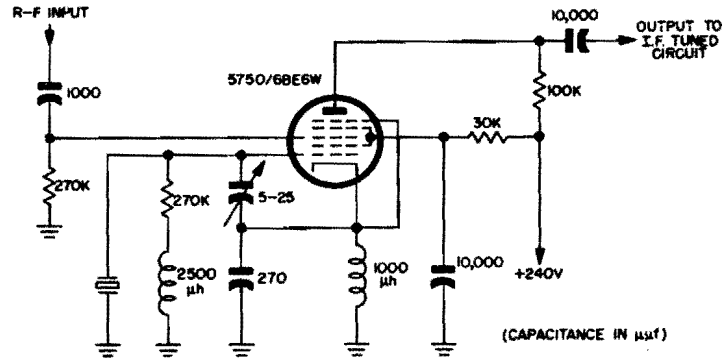 R-F INPUT
10,000
OUTPUT TO
I.F. TUNED
CIRCUIT
1000
5750/6BE6W
100K
30K
270K
270K
5-25
2500
μh
270
1000
μh
10,000
+240V
(CAPACITANCE IN μμf)